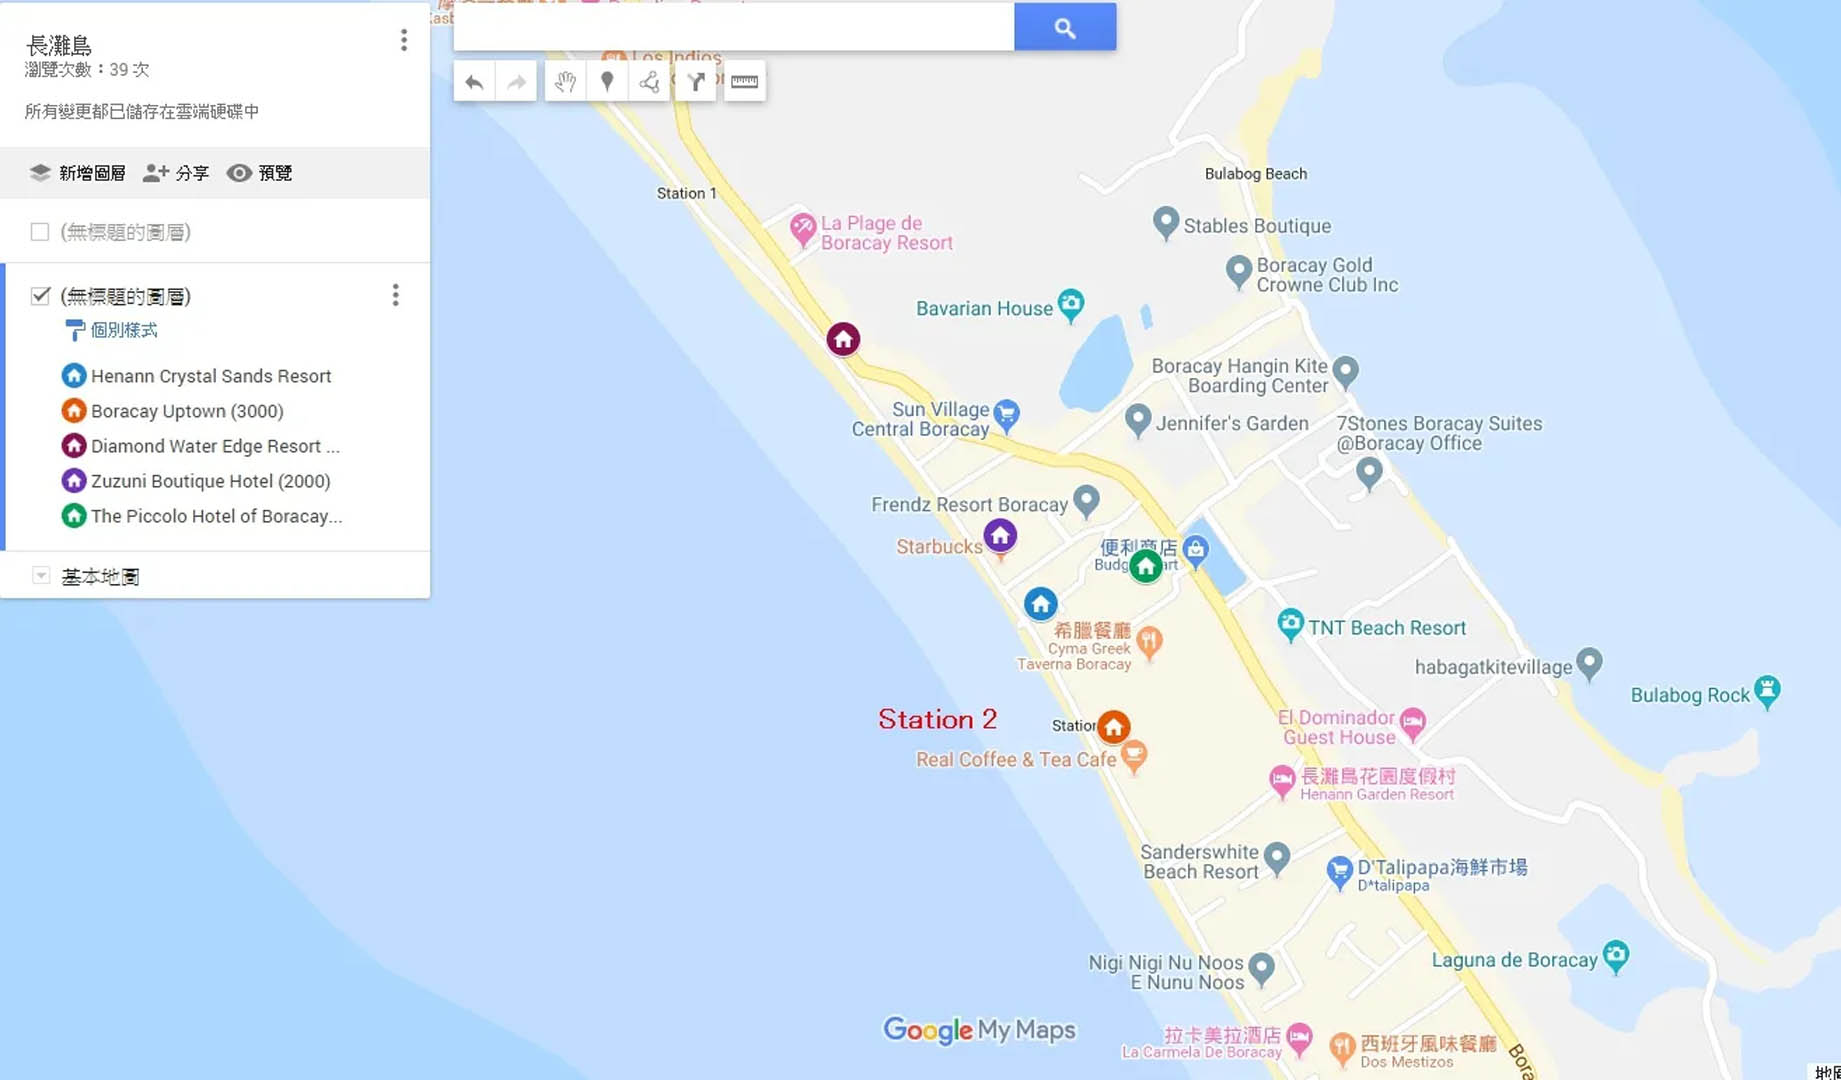 長灘島
瀏覽次數：39 次
所有變更都已儲存在雲端硬碟中
新增圖層
分享
預覽
(無標題的圖層)
(無標題的圖層)
個別樣式
Henann Crystal Sands Resort
Boracay Uptown (3000)
Diamond Water Edge Resort ...
Zuzuni Boutique Hotel (2000)
The Piccolo Hotel of Boracay...
基本地圖
Los Indios
Station 1
La Plage de
Boracay Resort
Bulabog Beach
Stables Boutique
Boracay Gold
Crowne Club Inc
Bavarian House
Boracay Hangin Kite
Boarding Center
Sun Village
Central Boracay
Jennifer's Garden
7Stones Boracay Suites
@Boracay Office
Frendz Resort Boracay
Starbucks
便利商店
希臘餐廳
Cyma Greek
Taverna Boracay
TNT Beach Resort
habagatkitevillage
Bulabog Rock
Station 2
Station
Real Coffee & Tea Cafe
El Dominador
Guest House
長灘島花園度假村
Henann Garden Resort
Sanderswhite
Beach Resort
D'Talipapa海鮮市場
D*talipapa
Nigi Nigi Nu Noos
E Nunu Noos
Laguna de Boracay
Google My Maps
拉卡美拉酒店
La Carmela De Boracay
西班牙風味餐廳
Dos Mestizos